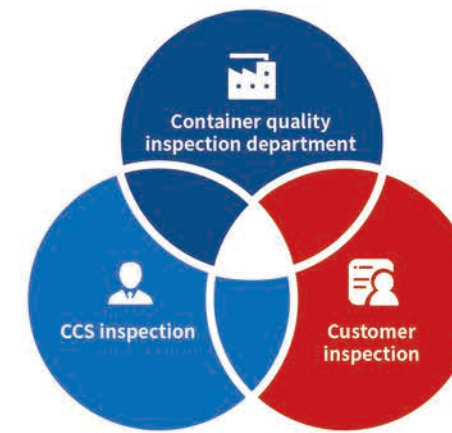 Container quality
inspection department
CCS inspection
Customer
inspection